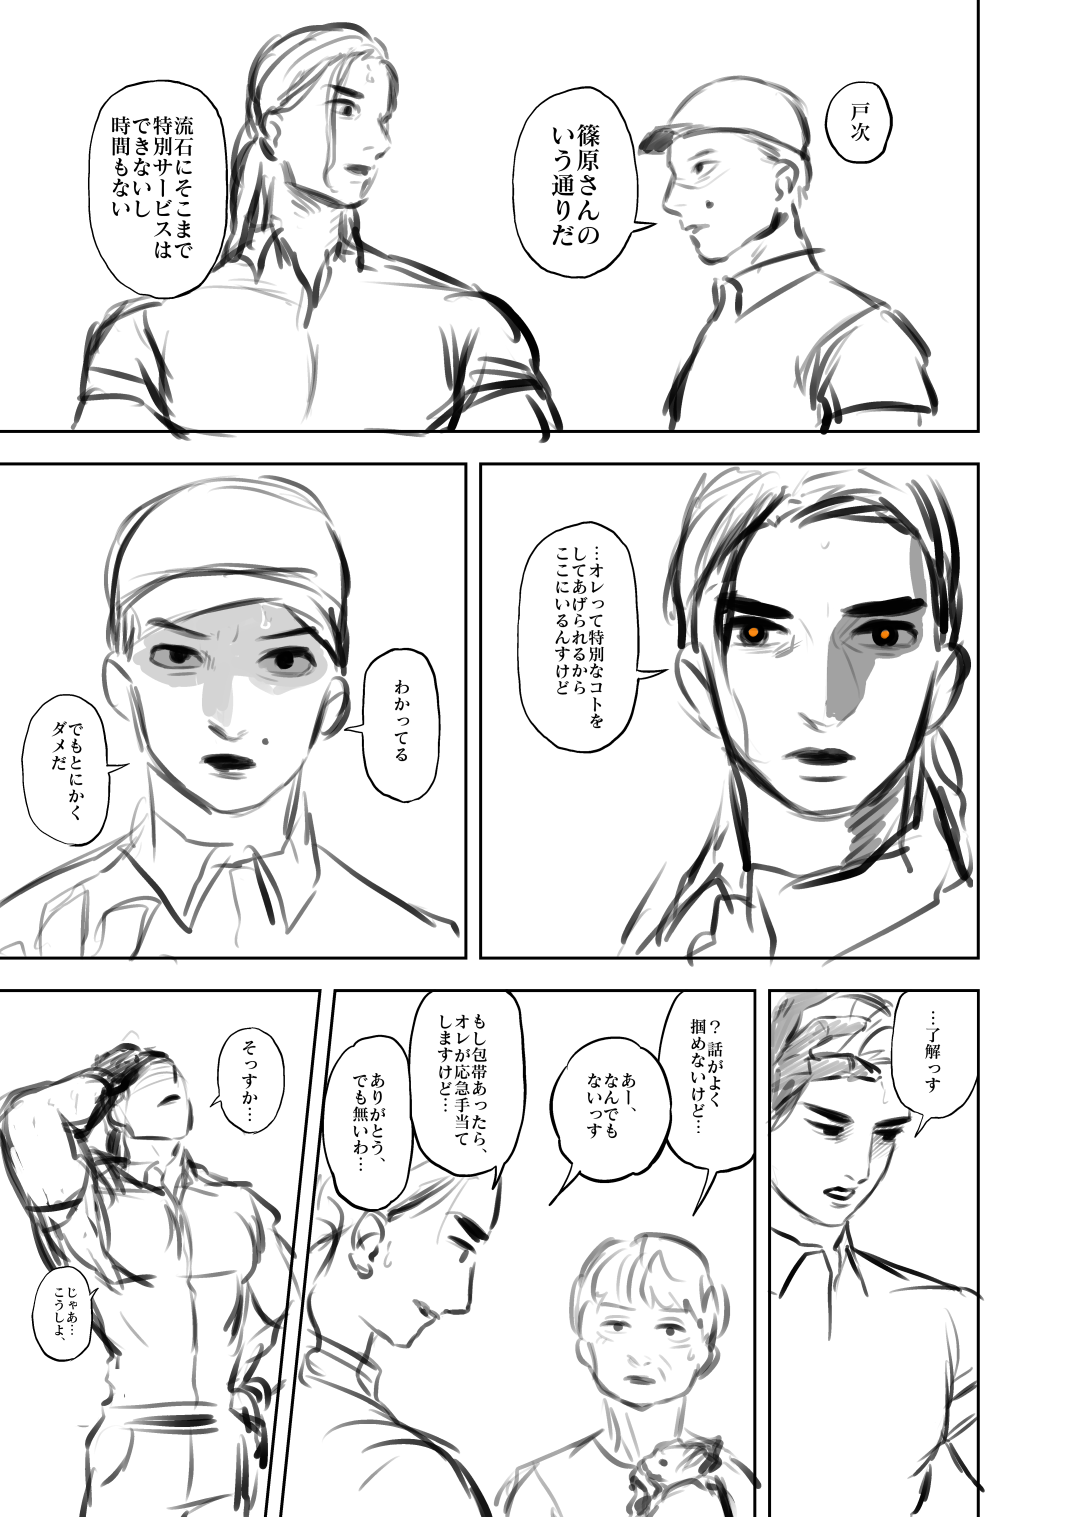 戸次
篠原さんの
いう通りだ
流石にそこまで
特別サービスは
できないし
時間もない
…オレって特別なコトを
してあげられるから
ここにいるんすけど
わかってる
でもとにかく
ダメだ
…了解っす
？ 話がよく
掴めないけど…
あー、
なんでも
ないっす
もし包帯あったら、
オレが応急手当て
しますけど…
ありがとう、
でも無いわ…
そっすか…
じゃあ…
こうしよ、